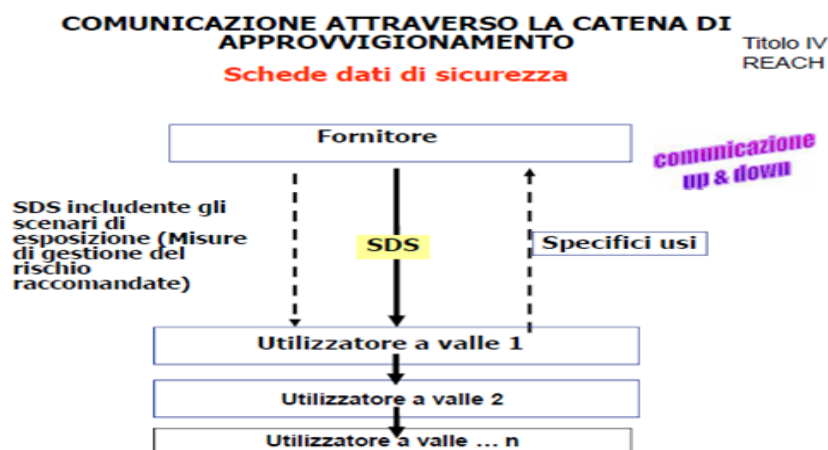 COMUNICAZIONE ATTRAVERSO LA CATENA DI
APPROVVIGIONAMENTO
Titolo IV
REACH
Schede dati di sicurezza
Fornitore
comunicazione
up & down
SDS includente gli
scenari di
esposizione (Misure
di gestione del
rischio
raccomandate)
SDS
Specifici usi
Utilizzatore a valle 1
Utilizzatore a valle 2
Utilizzatore a valle ... n